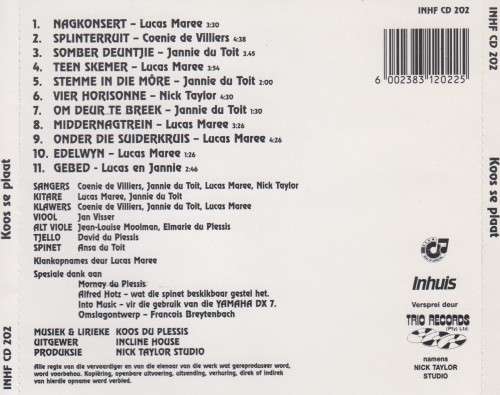 INHF CD 202
1. NAGKONSERT – Lucas Maree 3:30
2. SPLINTERRUIT – Coenie de Villiers 4:38
3. SOMBER DEUNTJIE – Jannie du Toit 3.45
4. TEEN SKEMER – Lucas Maree 3:54
5. STEMME IN DIE MÔRE – Jannie du Toit 2:00
6. VIER HORISONNE – Nick Taylor 4:30
7. OM DEUR TE BREEK – Jannie du Toit 1:30
8. MIDDERNAGTREIN – Lucas Maree 3:26
9. ONDER DIE SUIDERKRUIS – Lucas Maree 4:26
10. EDELWYN – Lucas Maree 1:26
11. GEBED – Lucas en Jannie 2:46
SANGERS Coenie de Villiers, Jannie du Toit, Lucas Maree, Nick Taylor
KITARE Lucas Maree, Jannie du Toit
KLAWERS Coenie de Villiers, Jannie du Toit, Lucas Maree
VIOOL Jan Visser
ALT VIOLE Jean-Louise Moolman, Elmarie du Plessis
TJELLO David du Plessis
SPINET Ansa du Toit
Klankopnames deur Lucas Maree
Spesiale dank aan
Mornay du Plessis
Alfred Hotz – wat die spinet beskikbaar gestel het.
Into Music – vir die gebruik van die YAMAHA DX 7.
Omslagontwerp – Francois Breytenbach
MUSIEK & LIRIEKE KOOS DU PLESSIS
UITGEWER INCLINE HOUSE
PRODUKSIE NICK TAYLOR STUDIO
Alle regte van die vervaardiger en van die eienaar van die werk wat gereproduseer word,
word voorbehou. Kopiëring, openbare uitvoering, uitsending, verhuring, direk of indirek
van hierdie opname word verbied.
6 002383 120225
Inhuis
Versprei deur
TRIO RECORDS
(Pty) Ltd
namens
NICK TAYLOR
STUDIO
INHF CD 202
Koos se plaat
INHF CD 202
Koos se plaat